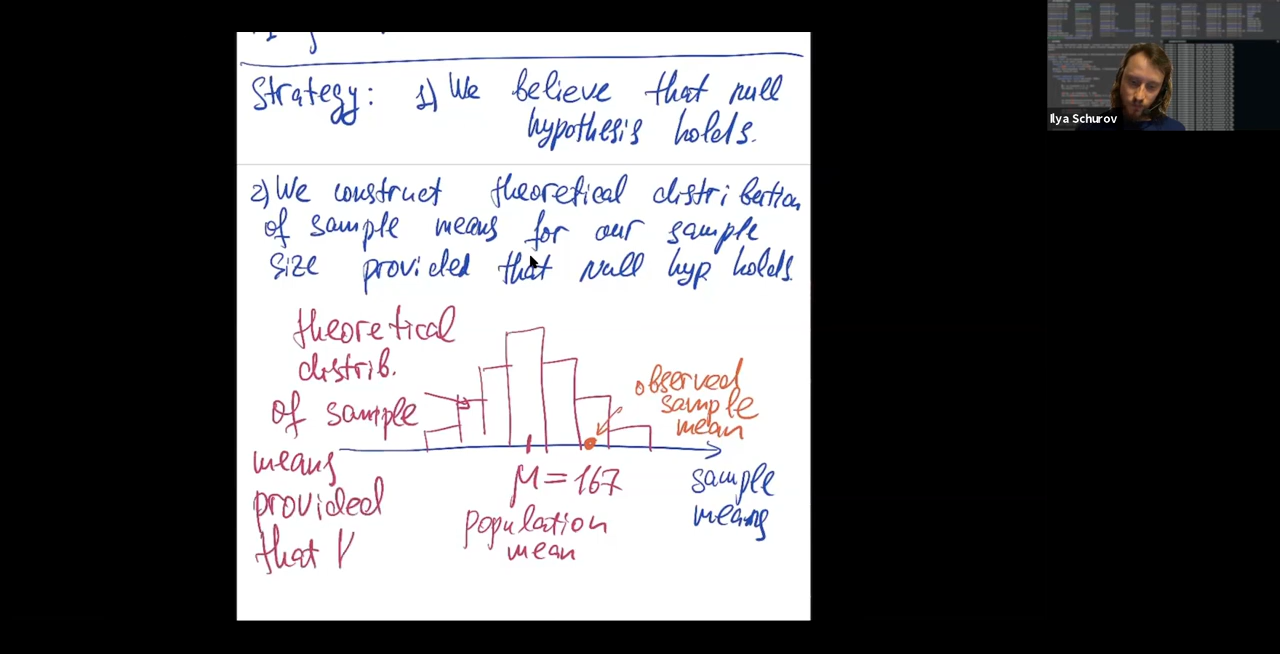 Strategy: 1) We believe that null
hypothesis holds.
2) We construct theoretical distribution
of sample means for our sample
size provided that null hyp holds.
theoretical
distrib.
of sample
means
provided
that
observed
sample
mean
M = 167
population
mean
sample
means
Ilya Schurov